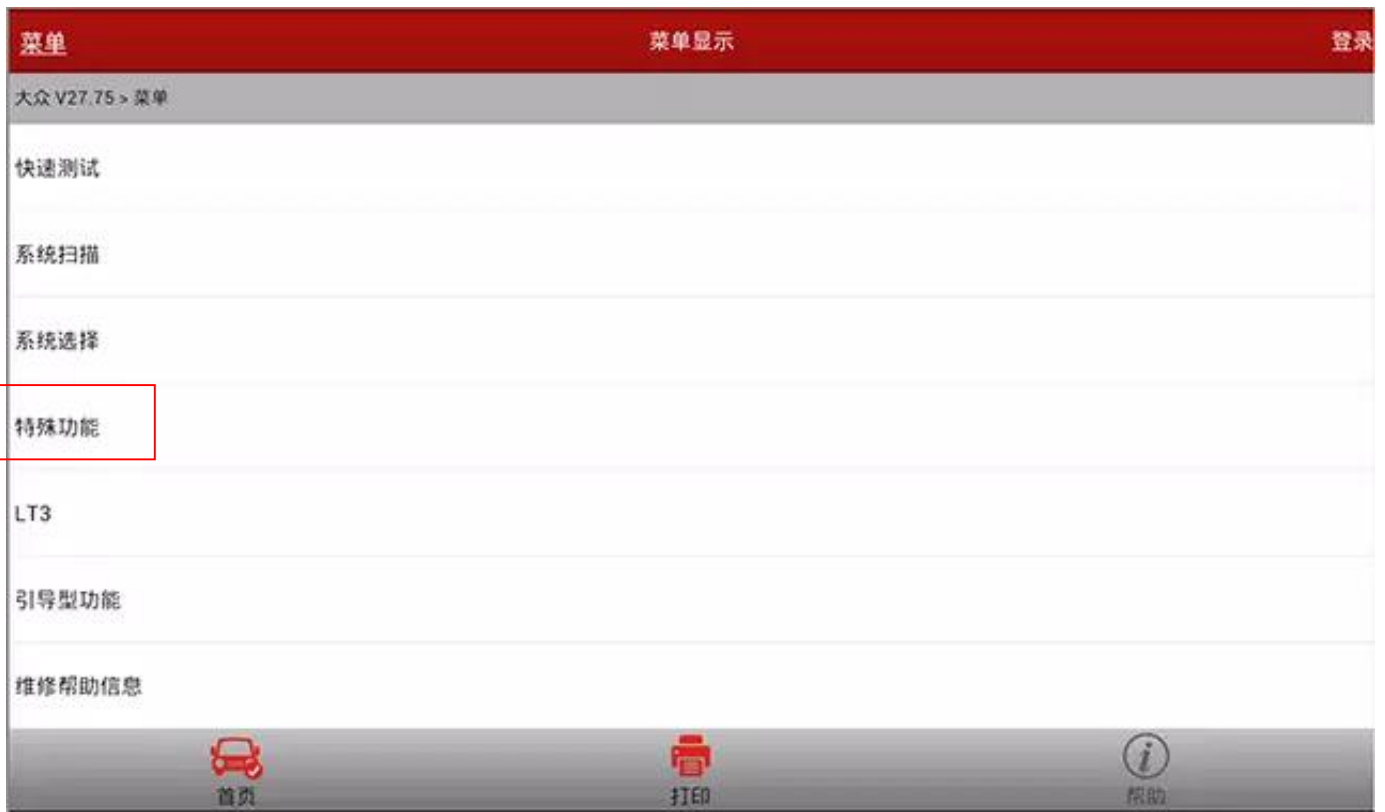 菜单 菜单显示 登录
大众 V27.75 > 菜单
快速测试
系统扫描
系统选择
特殊功能
LT3
引导型功能
维修帮助信息
首页 打印 帮助